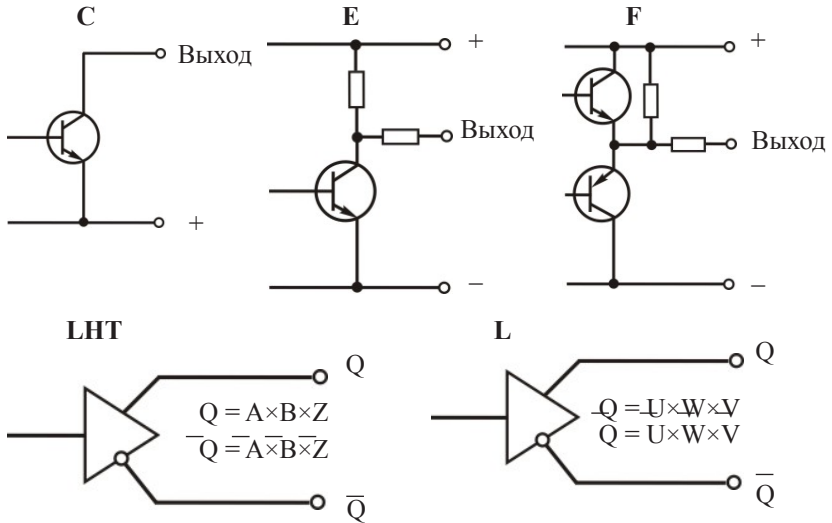 C
E
F
Выход
+
+
Выход
−
+
Выход
−
LHT
L
Q
Q = A×B×Z
Q̅ = A̅×B̅×Z̅
Q̅
Q
Q = U×W×V
Q̅ = U̅×W̅×V̅
Q̅